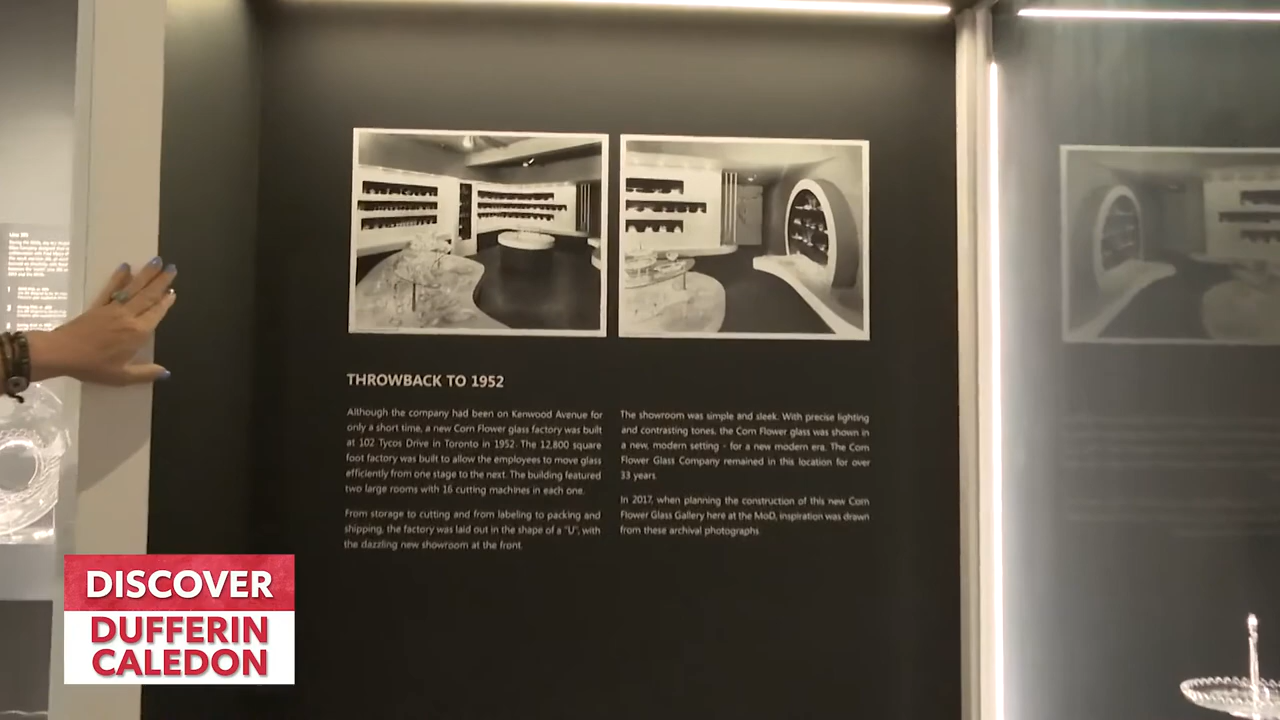 THROWBACK TO 1952
Although the company had been on Kenwood Avenue for
only a short time, a new Corn Flower glass factory was built
at 102 Tycos Drive in Toronto in 1952. The 12,800 square
foot factory was built to allow the employees to move glass
efficiently from one stage to the next. The building featured
two large rooms with 16 cutting machines in each one.
From storage to cutting and from labeling to packing and
shipping, the factory was laid out in the shape of a "U", with
the dazzling new showroom at the front.
The showroom was simple and sleek. With precise lighting
and contrasting tones, the Corn Flower glass was shown in
a new, modern setting - for a new modern era. The Corn
Flower Glass Company remained in this location for over
33 years.
In 2017, when planning the construction of this new Corn
Flower Glass Gallery here at the MoD, inspiration was drawn
from these archival photographs.
DISCOVER
DUFFERIN
CALEDON